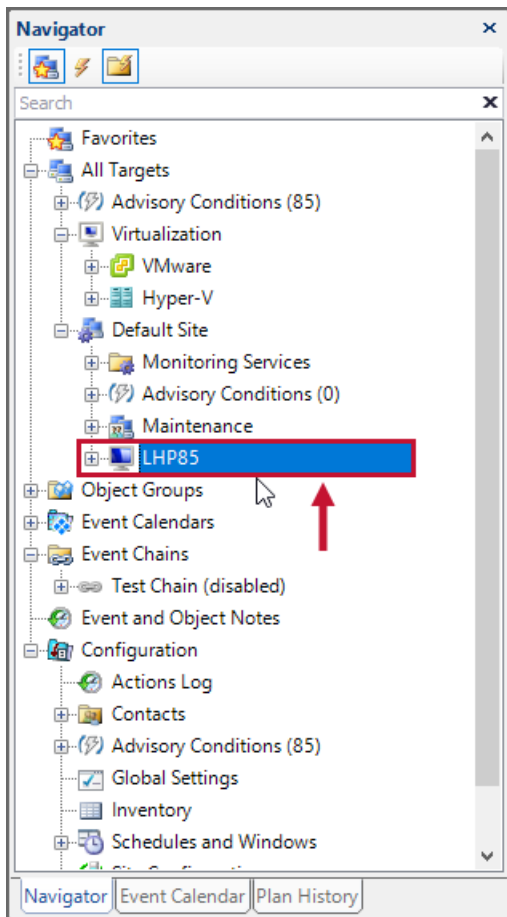 Navigator
Search
Favorites
All Targets
Advisory Conditions (85)
Virtualization
VMware
Hyper-V
Default Site
Monitoring Services
Advisory Conditions (0)
Maintenance
LHP85
Object Groups
Event Calendars
Event Chains
Test Chain (disabled)
Event and Object Notes
Configuration
Actions Log
Contacts
Advisory Conditions (85)
Global Settings
Inventory
Schedules and Windows
Navigator Event Calendar Plan History